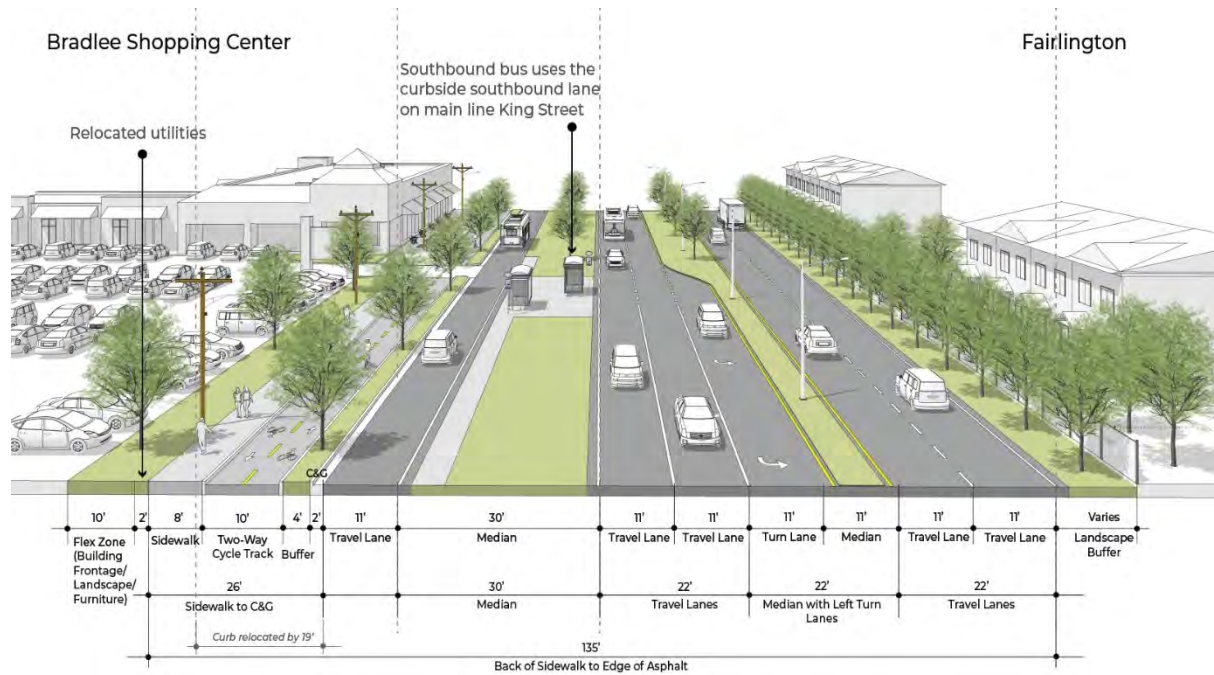 Bradlee Shopping Center
Fairlington
Southbound bus uses the
curbside southbound lane
on main line King Street
Relocated utilities
C&G
10'
2'
8'
10'
4'
2'
11'
30'
11'
11'
11'
11'
11'
11'
Varies
Flex Zone
(Building
Frontage/
Landscape/
Furniture)
Sidewalk
Two-Way
Cycle Track
Buffer
Travel Lane
Median
Travel Lane
Travel Lane
Turn Lane
Median
Travel Lane
Travel Lane
Landscape
Buffer
26'
Sidewalk to C&G
30'
Median
22'
Travel Lanes
22'
Median with Left Turn
Lanes
22'
Travel Lanes
Curb relocated by 19'
135'
Back of Sidewalk to Edge of Asphalt